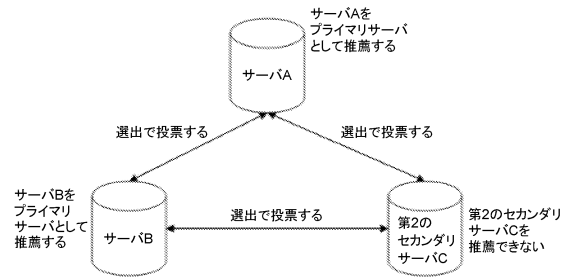 サーバAを
プライマリサーバ
として推薦する
サーバA
選出で投票する
選出で投票する
サーバBを
プライマリ
サーバとして
推薦する
サーバB
選出で投票する
第2の
セカンダリ
サーバC
第2のセカンダリ
サーバCを
推薦できない